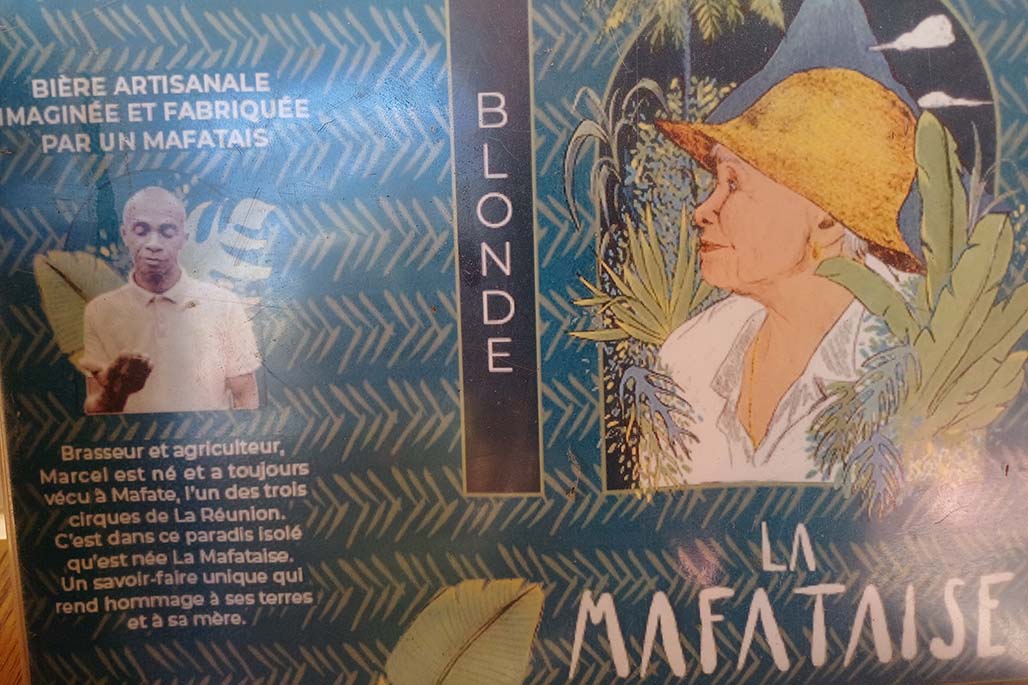 BIÈRE ARTISANALE
IMAGINÉE ET FABRIQUÉE
PAR UN MAFATAIS
Brasseur et agriculteur,
Marcel est né et a toujours
vécu à Mafate, l'un des trois
cirques de La Réunion.
C'est dans ce paradis isolé
qu'est née La Mafataise.
Un savoir-faire unique qui
rend hommage à ses terres
et à sa mère.
BLONDE
LA
MAFATAISE